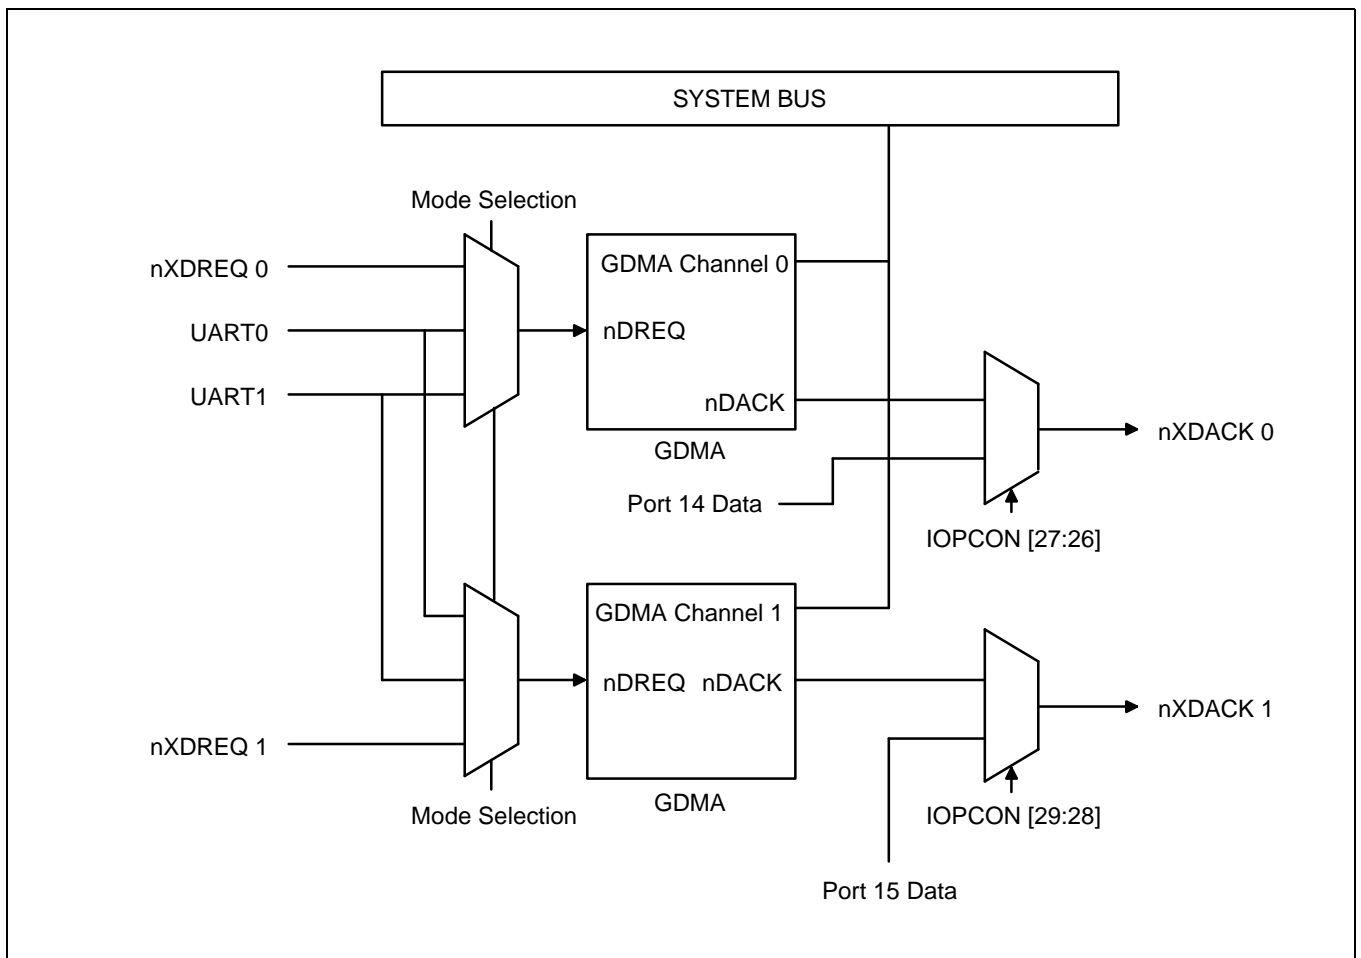 SYSTEM BUS
Mode Selection
nXDREQ 0
GDMA Channel 0
UART0
nDREQ
UART1
nDACK
nXDACK 0
GDMA
Port 14 Data
IOPCON [27:26]
GDMA Channel 1
nDREQ nDACK
nXDACK 1
nXDREQ 1
GDMA
Mode Selection
IOPCON [29:28]
Port 15 Data